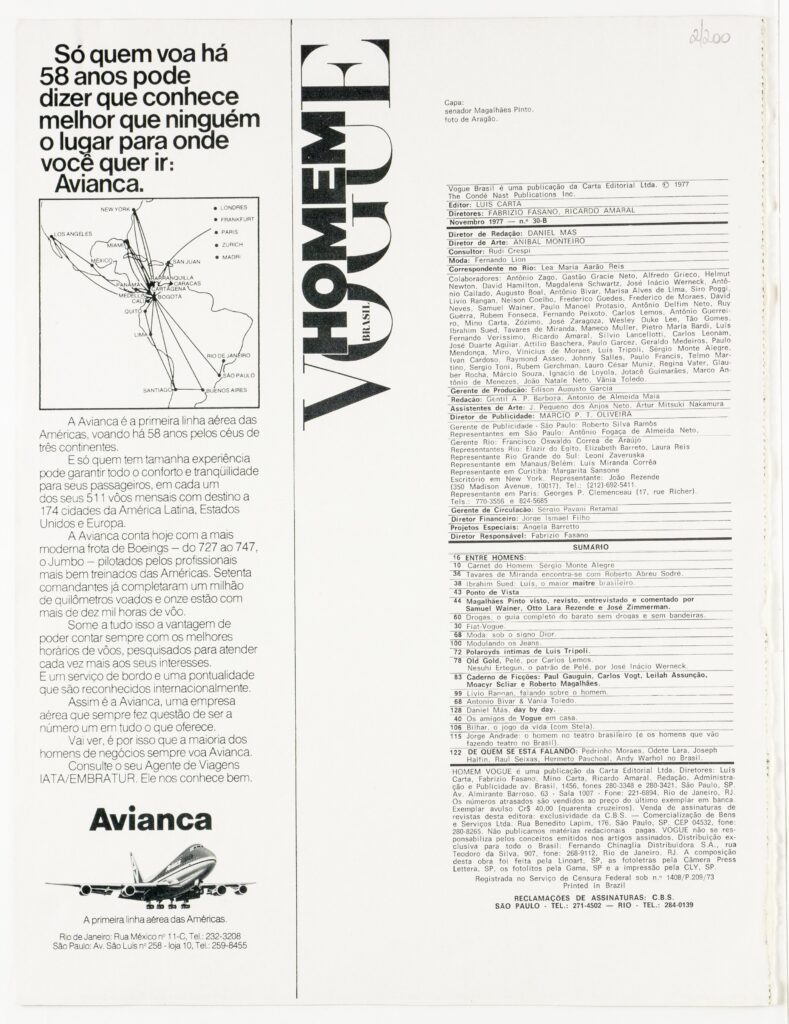 Só quem voa há
58 anos pode
dizer que conhece
melhor que ninguém
o lugar para onde
você quer ir:
Avianca.
NEW YORK
LOS ANGELES
MIAMI
MÉXICO
SAN JUAN
BARRANQUILLA
CARACAS
PANAMÁ
CARTAGENA
MEDELLÍN
BOGOTÁ
CALI
QUITO
LIMA
RIO DE JANEIRO
SÃO PAULO
SANTIAGO
BUENOS AIRES
LONDRES
FRANKFURT
PARIS
ZURICH
MADRI
A Avianca é a primeira linha aérea das
Américas, voando há 58 anos pelos céus de
três continentes.
E só quem tem tamanha experiência
pode garantir todo o conforto e tranqüilidade
para seus passageiros, em cada um
dos seus 511 vôos mensais com destino a
174 cidades da América Latina, Estados
Unidos e Europa.
A Avianca conta hoje com a mais
moderna frota de Boeings — do 727 ao 747,
o Jumbo — pilotados pelos profissionais
mais bem treinados das Américas. Setenta
comandantes já completaram um milhão
de quilômetros voados e onze estão com
mais de dez mil horas de vôo.
Some a tudo isso a vantagem de
poder contar sempre com os melhores
horários de vôos, pesquisados para atender
cada vez mais aos seus interesses.
E um serviço de bordo e uma pontualidade
que são reconhecidos internacionalmente.
Assim é a Avianca, uma empresa
aérea que sempre fez questão de ser a
número um em tudo o que oferece.
Vai ver, é por isso que a maioria dos
homens de negócios sempre voa Avianca.
Consulte o seu Agente de Viagens
IATA/EMBRATUR. Ele nos conhece bem.
Avianca
A primeira linha aérea das Américas.
Rio de Janeiro: Rua México nº 11-C, Tel.: 232-3208
São Paulo: Av. São Luís nº 258 - loja 10, Tel.: 259-8455
VOGUE
HOMEM
BRASIL
2/200
Capa:
senador Magalhães Pinto.
foto de Aragão.
Vogue Brasil é uma publicação da Carta Editorial Ltda. © 1977
The Condé Nast Publications Inc.
Editor: LUIS CARTA
Diretores: FABRIZIO FASANO, RICARDO AMARAL
Novembro 1977 — n.º 30-B
Diretor de Redação: DANIEL MÁS
Diretor de Arte: ANIBAL MONTEIRO
Consultor: Rudi Crespi
Moda: Fernando Lion
Correspondente no Rio: Lea Maria Aarão Reis
Colaboradores: Antônio Zago, Gastão Gracie Neto, Alfredo Grieco, Helmut
Newton, David Hamilton, Magdalena Schwartz, José Inácio Werneck, Antô-
nio Callado, Augusto Boal, Antônio Bivar, Marisa Alves de Lima, Siro Poggi,
Lívio Rangan, Nelson Coelho, Frederico Guedes, Frederico de Moraes, David
Neves, Samuel Wainer, Paulo Manoel Protasio, Antônio Delfim Neto, Ruy
Guerra, Rubem Fonseca, Fernando Peixoto, Carlos Lemos, Antônio Guerrei-
ro, Mino Carta, Zózimo, José Zaragoza, Wesley Duke Lee, Tão Gomes,
Ibrahim Sued, Tavares de Miranda, Maneco Muller, Pietro Maria Bardi, Luis
Fernando Veríssimo, Ricardo Amaral, Silvio Lancellotti, Carlos Leonam,
José Duarte Aguiar, Attilio Baschera, Paulo Garcez, Geraldo Medeiros, Paulo
Mendonça, Miro, Vinícius de Moraes, Luis Tripoli, Sérgio Monte Alegre,
Ivan Cardoso, Raymond Asseo, Johnny Salles, Paulo Francis, Telmo Mar-
tino, Sergio Toni, Rubem Gerchman, Lauro César Muniz, Regina Vater, Glau-
ber Rocha, Márcio Souza, Ignacio de Loyola, Jotacê Guimarães, Marco An-
tônio de Menezes, João Natale Neto, Vânia Toledo.
Gerente de Produção: Edilson Augusto Garcia
Redação: Gentil A. P. Barbora, Antonio de Almeida Maia
Assistentes de Arte: J. Pequeno dos Anjos Neto, Artur Mitsuki Nakamura
Diretor de Publicidade: MÁRCIO P. T. OLIVEIRA
Gerente de Publicidade - São Paulo: Roberto Silva Ramos
Representantes em São Paulo: Antônio Fogaça de Almeida Neto,
Gerente Rio: Francisco Oswaldo Correa de Araújo
Representantes Rio: Elazir do Egito, Elizabeth Barreto, Laura Reis
Representante Rio Grande do Sul: Leoni Zaveruska
Representante em Manaus/Belém: Luis Miranda Corrêa
Representante em Curitiba: Margarita Sansone
Escritório em New York. Representante: João Rezende
(350 Madison Avenue, 10017). Tel.: (212)-692-5411.
Representante em Paris: Georges P. Clemenceau (17, rue Richer).
Tels.: 770-3556 e 824-5685
Gerente de Circulação: Sergio Pavani Retamal
Diretor Financeiro: Jorge Ismael Filho
Projetos Especiais: Angela Barretto
Diretor Responsável: Fabrizio Fasano
SUMÁRIO
16 ENTRE HOMENS:
10 Carnet do Homem: Sérgio Monte Alegre
36 Tavares de Miranda encontra-se com Roberto Abreu Sodré.
38 Ibrahim Sued: Luis, o maior maitre brasileiro.
43 Ponto de Vista
44 Magalhães Pinto visto, revisto, entrevistado e comentado por
Samuel Wainer, Otto Lara Rezende e José Zimmerman.
60 Drogas, o guia completo do barato sem drogas e sem bandeiras.
30 Fiat-Vogue.
68 Moda: sob o signo Dior.
100 Modulando os Jeans.
72 Polaroyds íntimas de Luis Tripoli.
78 Old Gold, Pelé, por Carlos Lemos.
Nesuhi Ertegun, o patrão de Pelé, por José Inácio Werneck.
83 Caderno de Ficções: Paul Gauguin, Carlos Vogt, Leilah Assunção,
Moacyr Scliar e Roberto Magalhães.
99 Lívio Rannan, falando sobre o homem.
68 Antonio Bivar & Vania Toledo.
128 Daniel Más, day by day.
40 Os amigos de Vogue em casa.
106 Bilhar, o jogo da vida (com Stela).
115 Jorge Andrade: o homem no teatro brasileiro (e os homens que vão
fazendo teatro no Brasil).
122 DE QUEM SE ESTÁ FALANDO: Pedrinho Moraes, Odete Lara, Joseph
Halfin, Raul Seixas, Hermeto Paschoal, Andy Warhol no Brasil.
HOMEM VOGUE é uma publicação da Carta Editorial Ltda. Diretores: Luis
Carta, Fabrizio Fasano, Mino Carta, Ricardo Amaral. Redação, Administra-
ção e Publicidade av. Brasil, 1456, fones 280-3348 e 280-3421, São Paulo, SP.
Av. Almirante Barroso, 63 - Sala 1007 - Fone: 221-6894, Rio de Janeiro, RJ.
Os números atrasados são vendidos ao preço do último exemplar em banca.
Exemplar avulso Cr$ 40,00 (quarenta cruzeiros). Venda de assinaturas de
revistas desta editora: exclusividade da C.B.S. — Comercialização de Bens
e Serviços Ltda. Rua Benedito Lapim, 176, São Paulo, SP, CEP 04532, fone:
280-8265. Não publicamos matérias redacionais pagas. VOGUE não se res-
ponsabiliza pelos conceitos emitidos nos artigos assinados. Distribuição ex-
clusiva para todo o Brasil: Fernando Chinaglia Distribuidora S.A., rua
Teodoro da Silva, 907, fone: 268-9112, Rio de Janeiro, RJ. A composição
desta obra foi feita pela Linoart, SP, as fotoletras pela Câmara Press
Lettera, SP, os fotolitos pela Gama, SP e a impressão pela CLY, SP.
Registrada no Serviço de Censura Federal sob n.º 1408/P.209/73
Printed in Brazil
RECLAMAÇÕES DE ASSINATURAS: C.B.S.
SÃO PAULO - TEL.: 271-4502 — RIO - TEL.: 284-0139